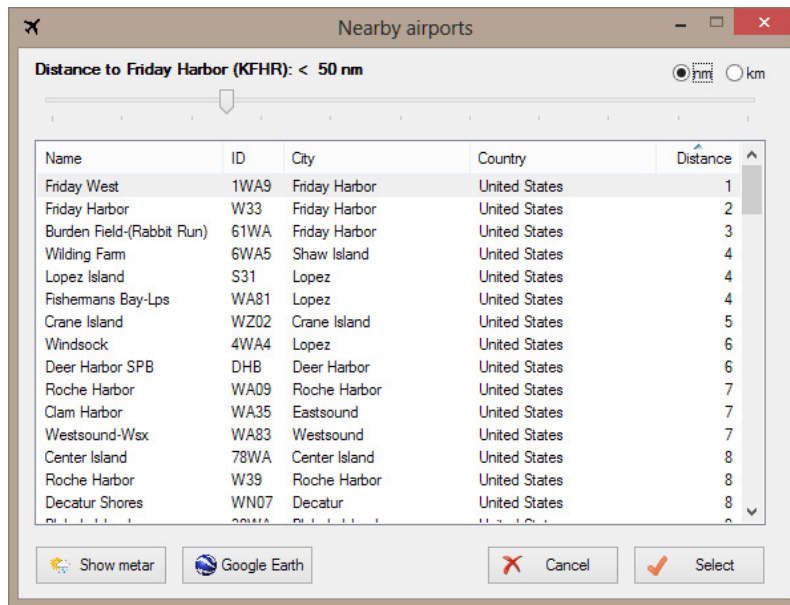 Nearby airports
Distance to Friday Harbor (KFHR): < 50 nm
nm km
Name ID City Country Distance
Friday West 1WA9 Friday Harbor United States 1
Friday Harbor W33 Friday Harbor United States 2
Burden Field-(Rabbit Run) 61WA Friday Harbor United States 3
Wilding Farm 6WA5 Shaw Island United States 4
Lopez Island S31 Lopez United States 4
Fishermans Bay-Lps WA81 Lopez United States 4
Crane Island WZ02 Crane Island United States 5
Windsock 4WA4 Lopez United States 6
Deer Harbor SPB DHB Deer Harbor United States 6
Roche Harbor WA09 Roche Harbor United States 7
Clam Harbor WA35 Eastsound United States 7
Westsound-Wsx WA83 Westsound United States 7
Center Island 78WA Center Island United States 8
Roche Harbor W39 Roche Harbor United States 8
Decatur Shores WN07 Decatur United States 8
Show metar Google Earth Cancel Select